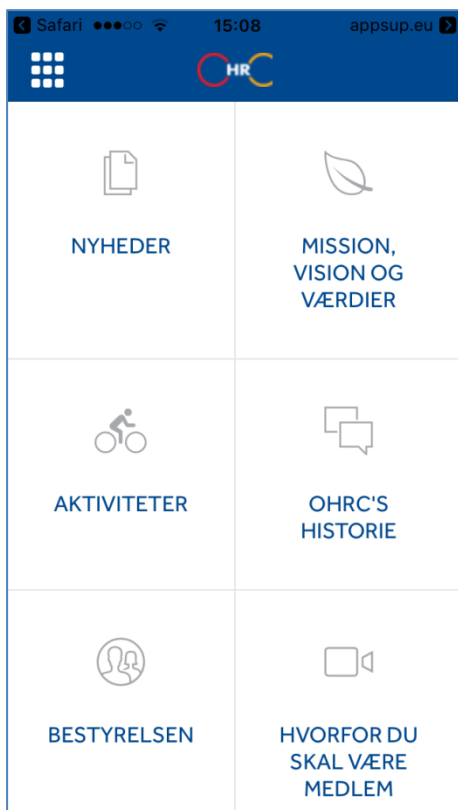 Safari 15:08 appsup.eu
OHRC
NYHEDER
MISSION,
VISION OG
VÆRDIER
AKTIVITETER
OHRC'S
HISTORIE
BESTYRELSEN
HVORFOR DU
SKAL VÆRE
MEDLEM